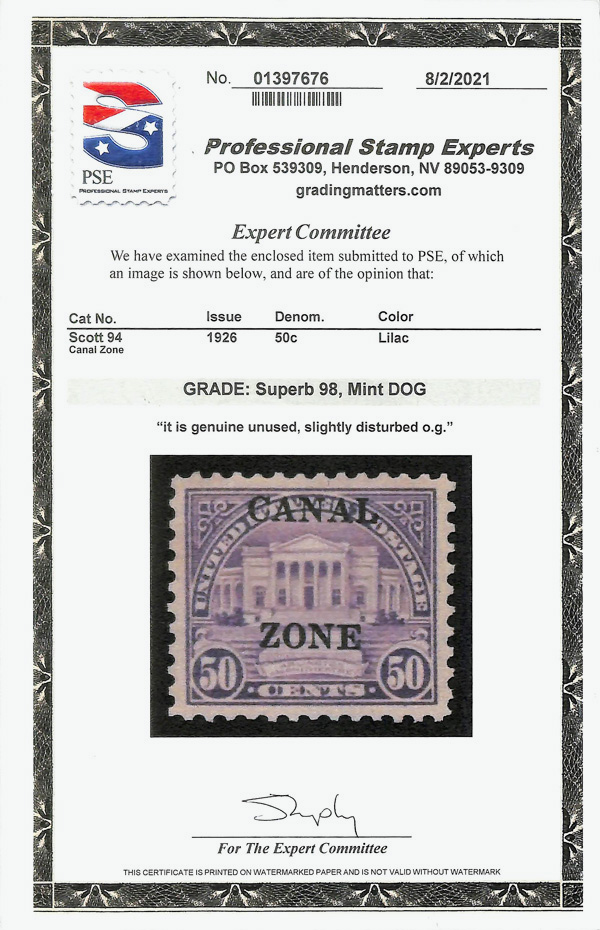 No. 01397676 8/2/2021
PSE
PROFESSIONAL STAMP EXPERTS
Professional Stamp Experts
PO Box 539309, Henderson, NV 89053-9309
gradingmatters.com
Expert Committee
We have examined the enclosed item submitted to PSE, of which
an image is shown below, and are of the opinion that:
Cat No. Issue Denom. Color
Scott 94 1926 50c Lilac
Canal Zone
GRADE: Superb 98, Mint DOG
“it is genuine unused, slightly disturbed o.g.”
CANAL
ZONE
50 CENTS 50
For The Expert Committee
THIS CERTIFICATE IS PRINTED ON WATERMARKED PAPER AND IS NOT VALID WITHOUT WATERMARK